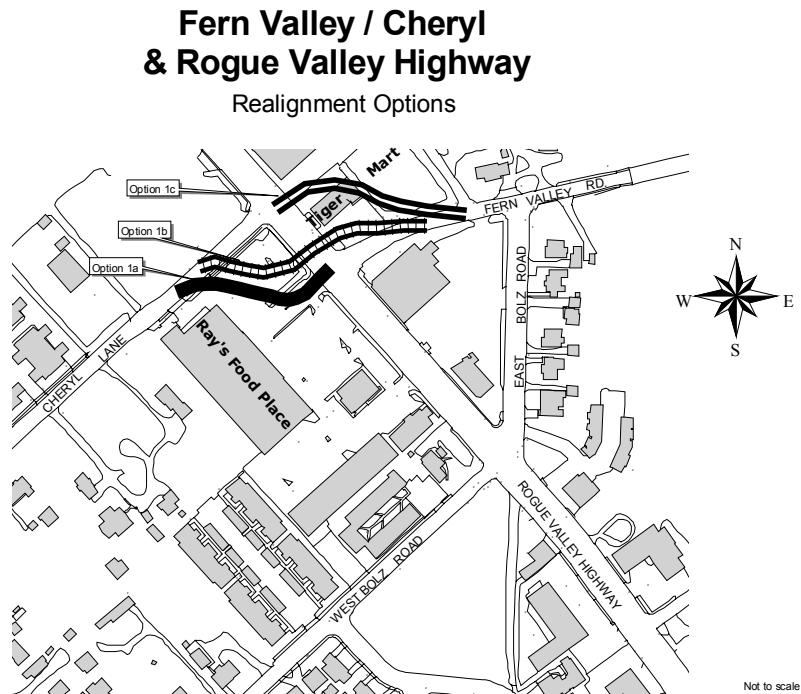 Fern Valley / Cheryl
& Rogue Valley Highway
Realignment Options
Option 1c
Option 1b
Option 1a
Tiger
Mart
FERN VALLEY RD
EAST BOLZ ROAD
CHERYL LANE
Ray's Food Place
WEST BOLZ ROAD
ROGUE VALLEY HIGHWAY
N
W
E
S
Not to scale